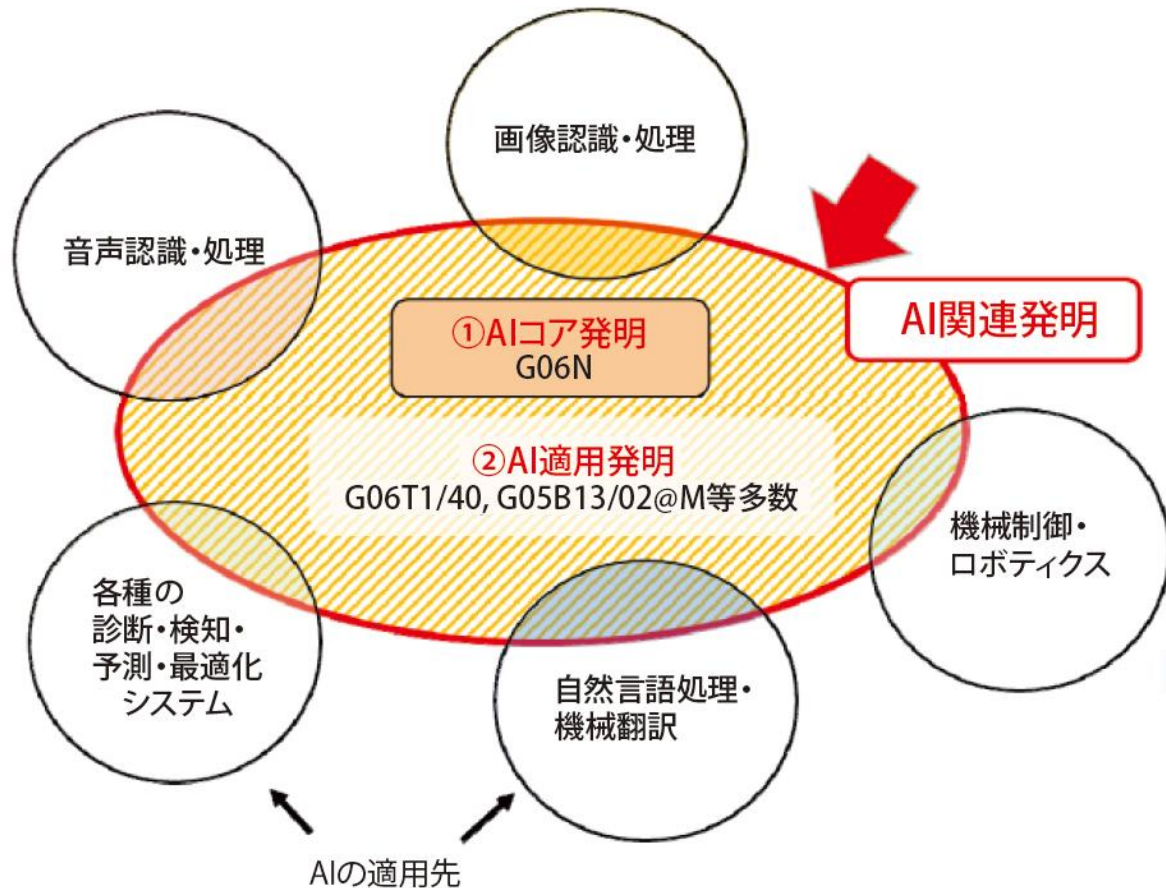 画像認識・処理
音声認識・処理
AI関連発明
①AIコア発明
G06N
②AI適用発明
G06T1/40, G05B13/02@M等多数
機械制御・
ロボティクス
各種の
診断・検知・
予測・最適化
システム
自然言語処理・
機械翻訳
AIの適用先